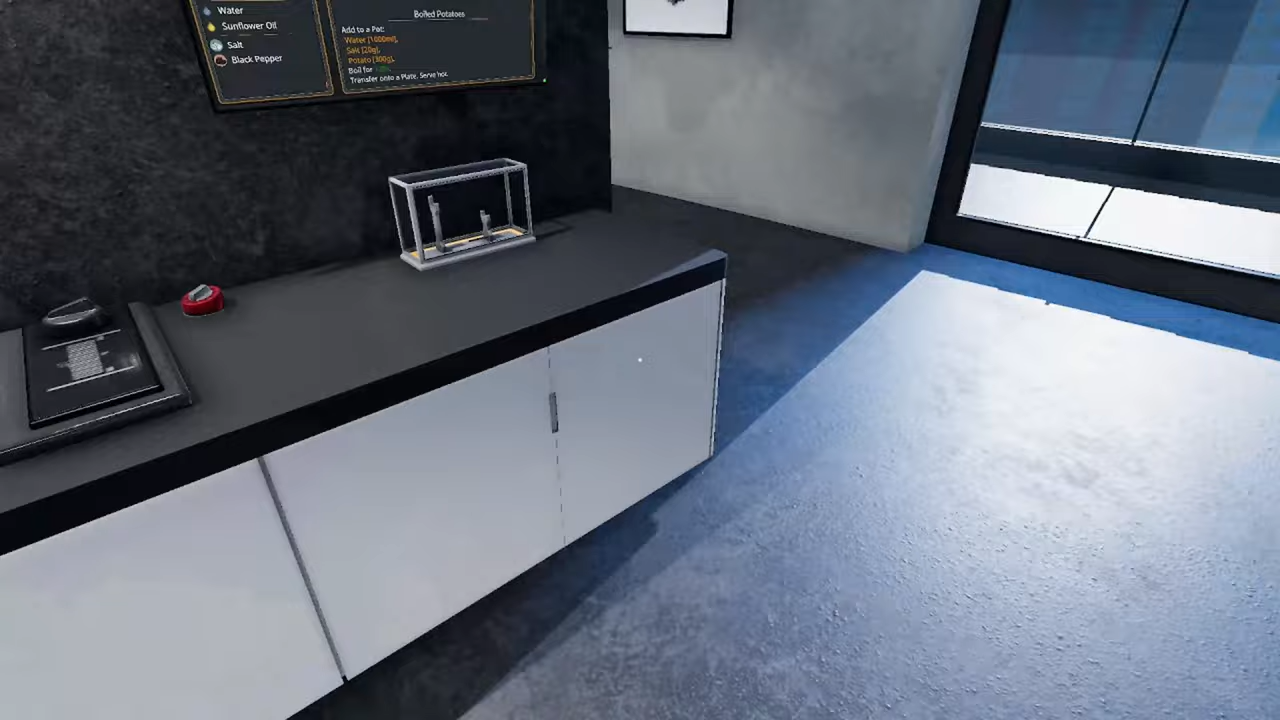 Water
Sunflower Oil
Salt
Black Pepper
Boiled Potatoes
Add to a Pot:
Water [1000ml],
Salt [20g],
Potato [300g],
Boil for
Transfer onto a Plate. Serve hot.